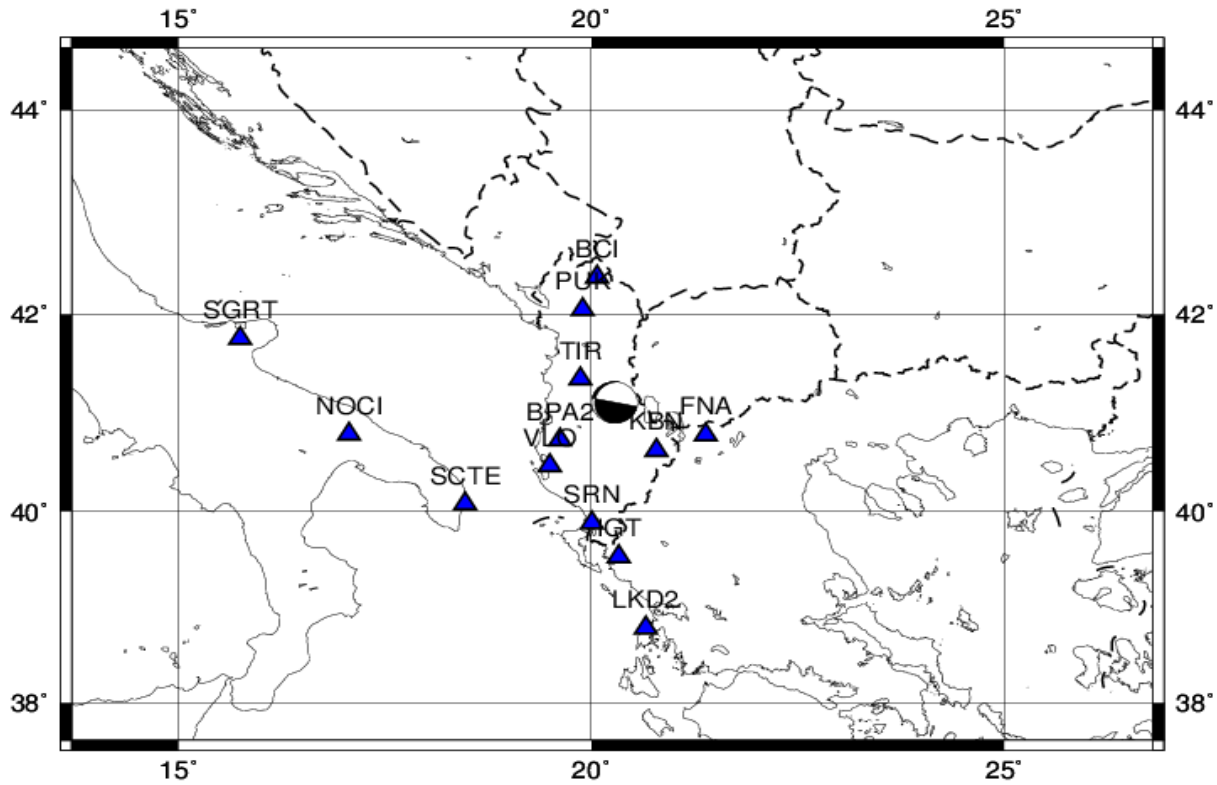 15° 20° 25°
44° 44°
BCI
PUK
42° 42°
SGRT
TIR
NOCI BPA2 KBN FNA
VLO
SCTE
SRN
40° 40°
IGT
LKD2
38° 38°
15° 20° 25°